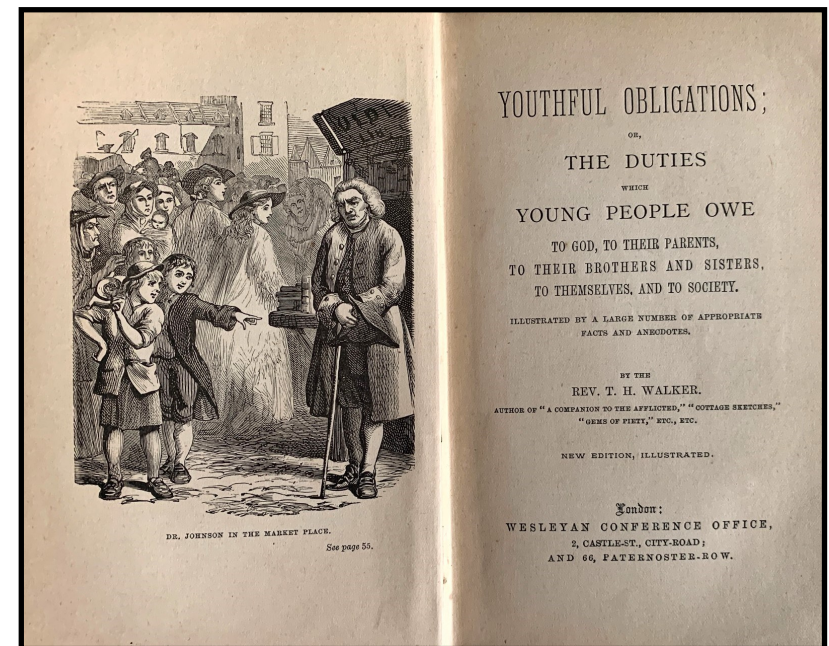 DR. JOHNSON IN THE MARKET PLACE.
See page 55.
YOUTHFUL OBLIGATIONS;
OR,
THE DUTIES
WHICH
YOUNG PEOPLE OWE
TO GOD, TO THEIR PARENTS,
TO THEIR BROTHERS AND SISTERS,
TO THEMSELVES, AND TO SOCIETY.
ILLUSTRATED BY A LARGE NUMBER OF APPROPRIATE
FACTS AND ANECDOTES.
BY THE
REV. T. H. WALKER.
AUTHOR OF "A COMPANION TO THE AFFLICTED," "COTTAGE SKETCHES,"
"GEMS OF PIETY," ETC., ETC.
NEW EDITION, ILLUSTRATED.
London:
WESLEYAN CONFERENCE OFFICE,
2, CASTLE-ST., CITY-ROAD;
AND 66, PATERNOSTER-ROW.